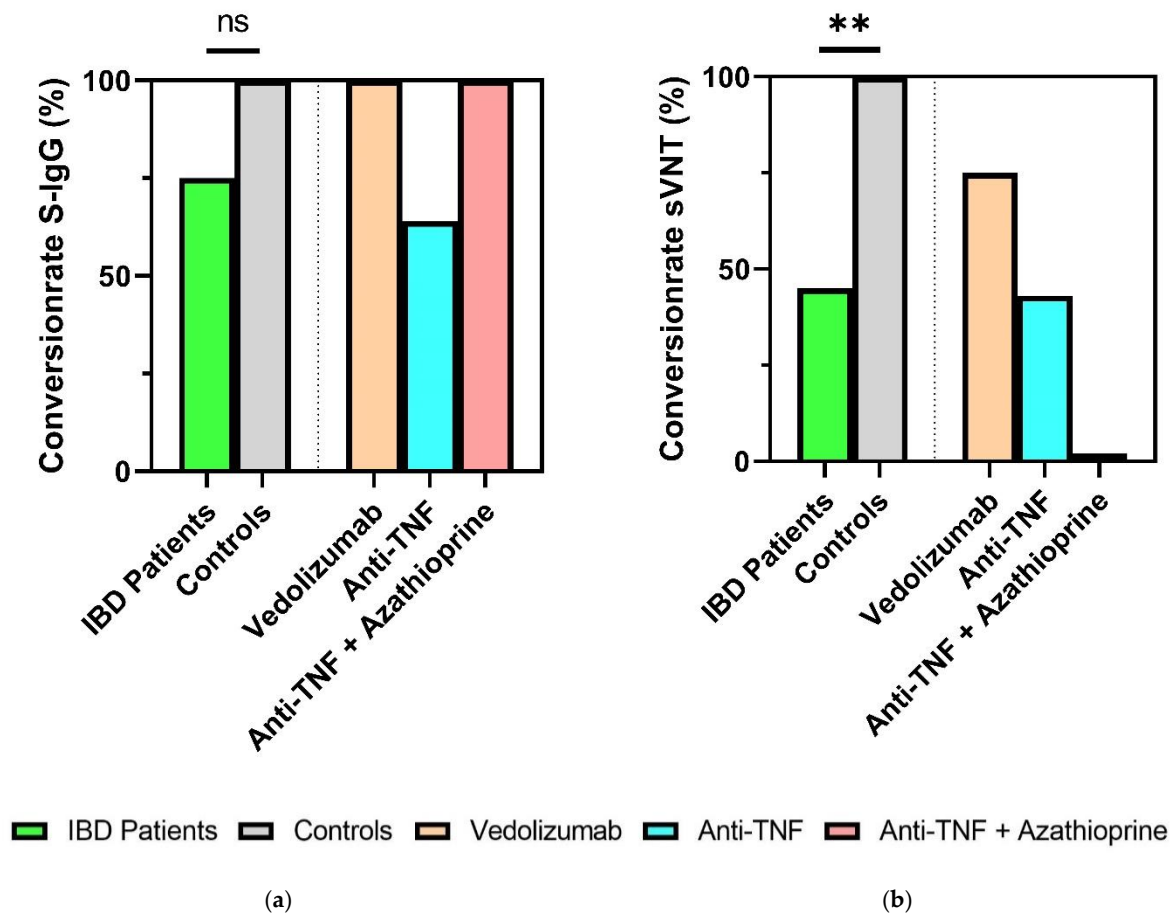 ns
Conversionrate S-IgG (%)
100
50
0
IBD Patients
Controls
Vedolizumab
Anti-TNF
Anti-TNF + Azathioprine
**
Conversionrate sVNT (%)
100
50
0
IBD Patients
Controls
Vedolizumab
Anti-TNF
Anti-TNF + Azathioprine
IBD Patients Controls Vedolizumab Anti-TNF Anti-TNF + Azathioprine
(a) (b)